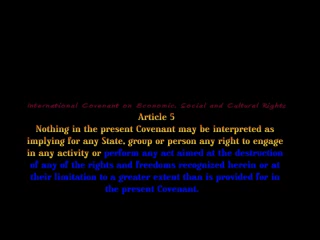 International Covenant on Economic, Social and Cultural Rights
Article 5
Nothing in the present Covenant may be interpreted as
implying for any State, group or person any right to engage
in any activity or perform any act aimed at the destruction
of any of the rights and freedoms recognized herein or at
their limitation to a greater extent than is provided for in
the present Covenant.